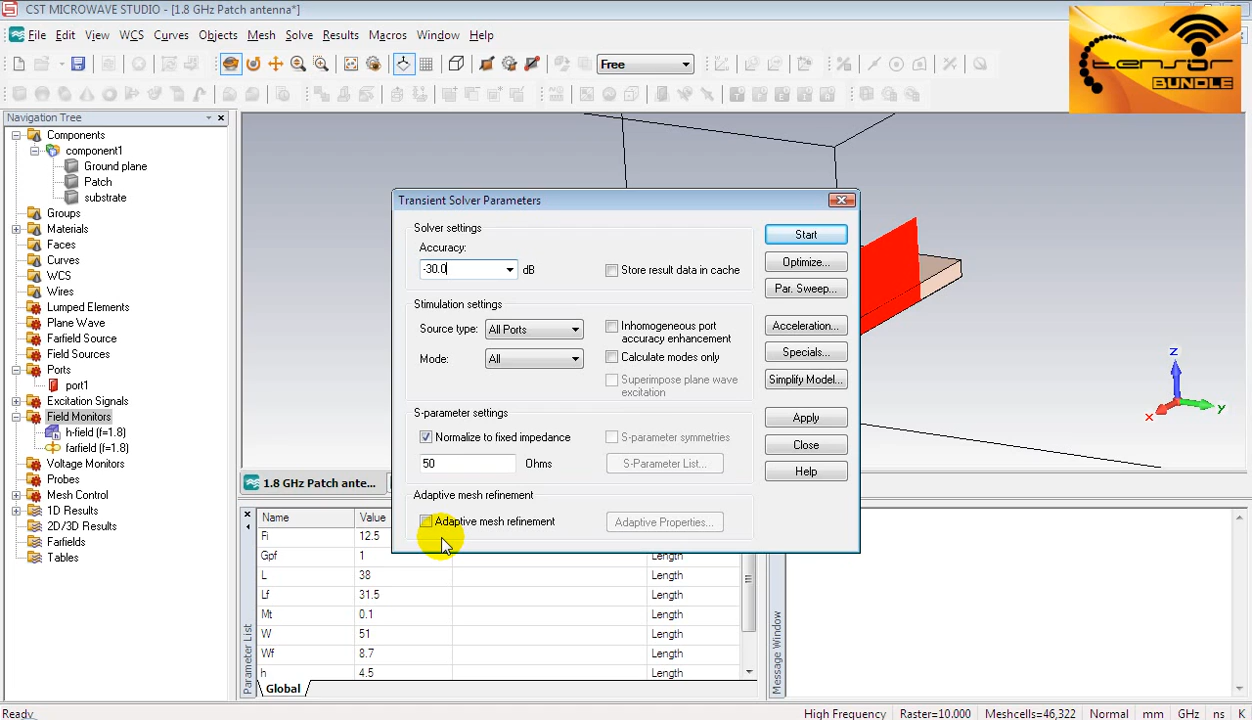 CST MICROWAVE STUDIO - [1.8 GHz Patch antenna*]
File Edit View WCS Curves Objects Mesh Solve Results Macros Window Help
Free
tensor
BUNDLE
Navigation Tree
Components
component1
Ground plane
Patch
substrate
Groups
Materials
Faces
Curves
WCS
Wires
Lumped Elements
Plane Wave
Farfield Source
Field Sources
Ports
port1
Excitation Signals
Field Monitors
h-field (f=1.8)
farfield (f=1.8)
Voltage Monitors
Probes
Mesh Control
1D Results
2D/3D Results
Farfields
Tables
Transient Solver Parameters
Solver settings
Accuracy:
-30.0 dB
Store result data in cache
Stimulation settings
Source type: All Ports
Mode: All
Inhomogeneous port
accuracy enhancement
Calculate modes only
Superimpose plane wave
excitation
S-parameter settings
Normalize to fixed impedance
50 Ohms
S-parameter symmetries
S-Parameter List...
Adaptive mesh refinement
Adaptive mesh refinement
Adaptive Properties...
Start
Optimize...
Par. Sweep...
Acceleration...
Specials...
Simplify Model...
Apply
Close
Help
z
y
x
1.8 GHz Patch ante...
Parameter List
Name Value
Fi 12.5
Gpf 1 Length
L 38 Length
Lf 31.5 Length
Mt 0.1 Length
W 51 Length
Wf 8.7 Length
h 4.5 Length
Global
Message Window
Ready
High Frequency Raster=10.000 Meshcells=46,322 Normal mm GHz ns K